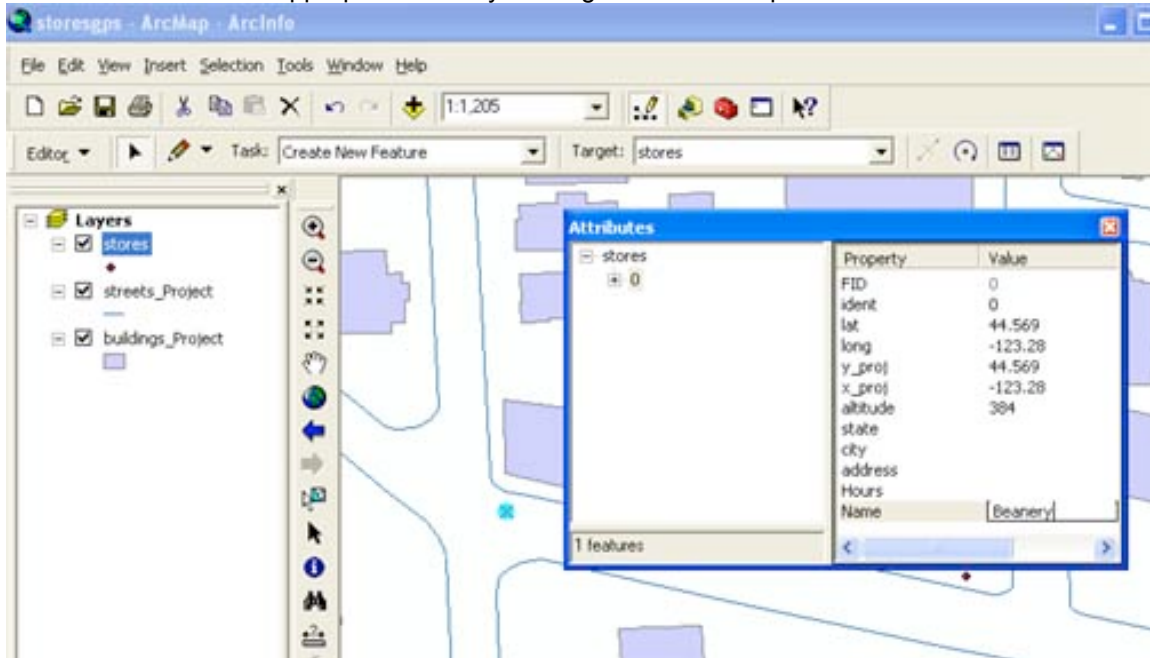 storesgps - ArcMap - ArcInfo
File Edit View Insert Selection Tools Window Help
1:1,205
Editor Task: Create New Feature Target: stores
Layers
stores
streets_Project
buildings_Project
Attributes
stores
0
1 features
Property Value
FID 0
ident 0
lat 44.569
long -123.28
y_proj 44.569
x_proj -123.28
altitude 384
state
city
address
Hours
Name Beanery